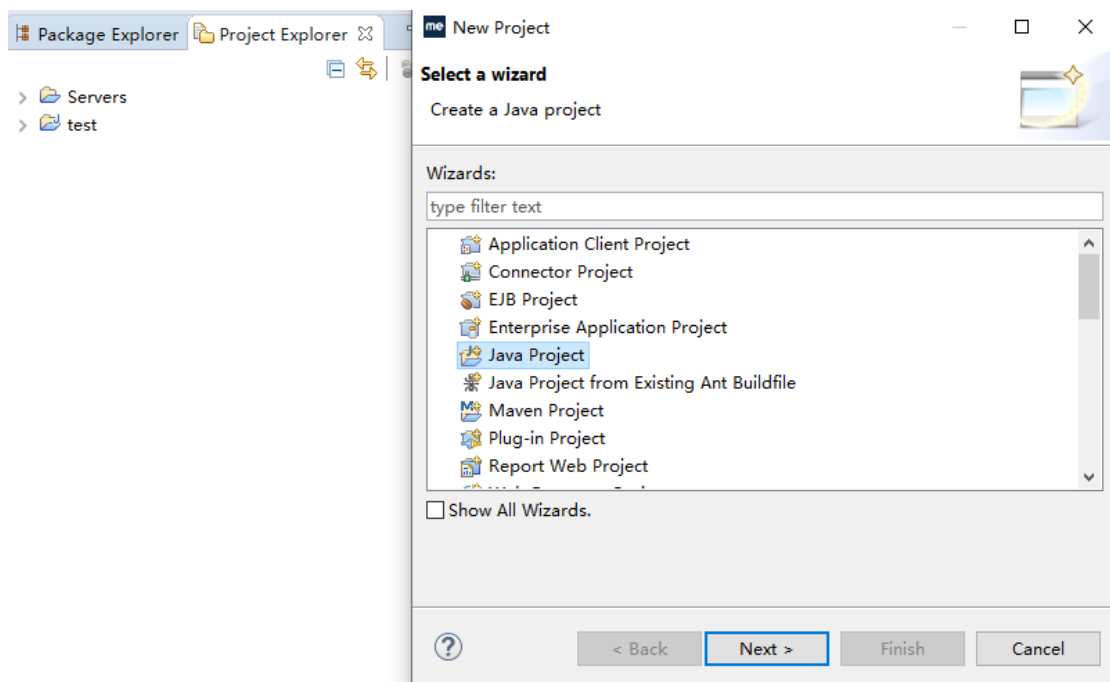 Package Explorer
Project Explorer
Servers
test
me New Project
Select a wizard
Create a Java project
Wizards:
type filter text
Application Client Project
Connector Project
EJB Project
Enterprise Application Project
Java Project
Java Project from Existing Ant Buildfile
Maven Project
Plug-in Project
Report Web Project
Show All Wizards.
? < Back Next > Finish Cancel